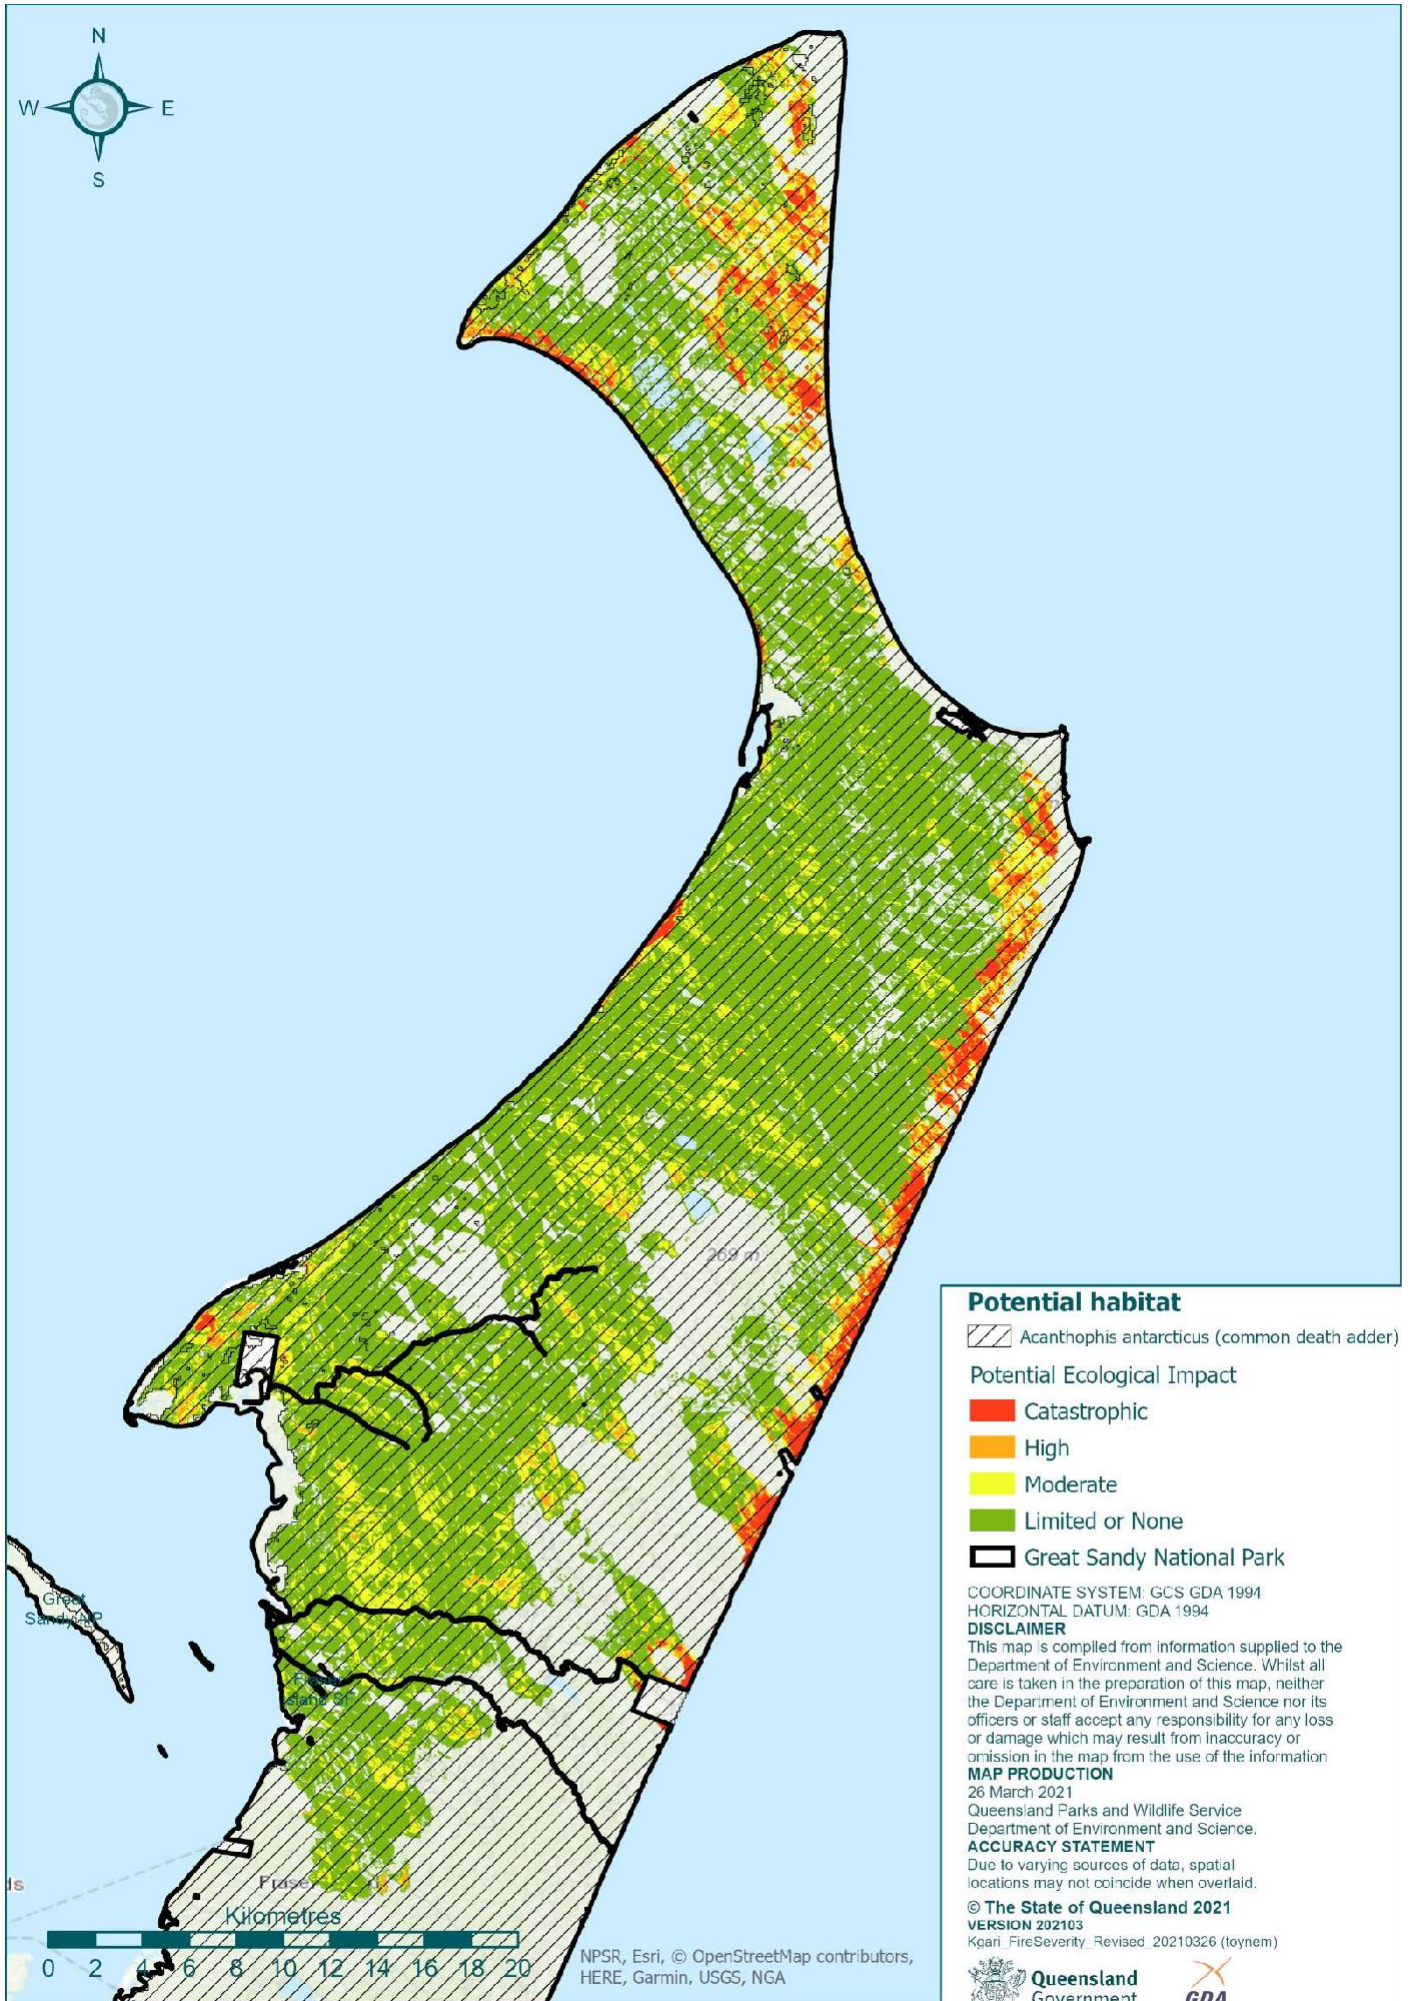 N
W E
S
269 m
Great
Sandy NP
Fraser
Island SF
Fraser
ds
Kilometres
0 2 4 6 8 10 12 14 16 18 20
NPSR, Esri, © OpenStreetMap contributors,
HERE, Garmin, USGS, NGA
Potential habitat
Acanthophis antarcticus (common death adder)
Potential Ecological Impact
Catastrophic
High
Moderate
Limited or None
Great Sandy National Park
COORDINATE SYSTEM: GCS GDA 1994
HORIZONTAL DATUM: GDA 1994
DISCLAIMER
This map is compiled from information supplied to the
Department of Environment and Science. Whilst all
care is taken in the preparation of this map, neither
the Department of Environment and Science nor its
officers or staff accept any responsibility for any loss
or damage which may result from inaccuracy or
omission in the map from the use of the information
MAP PRODUCTION
26 March 2021
Queensland Parks and Wildlife Service
Department of Environment and Science.
ACCURACY STATEMENT
Due to varying sources of data, spatial
locations may not coincide when overlaid.
© The State of Queensland 2021
VERSION 202103
Kgari_FireSeverity_Revised_20210326 (toynem)
Queensland
Government
GDA